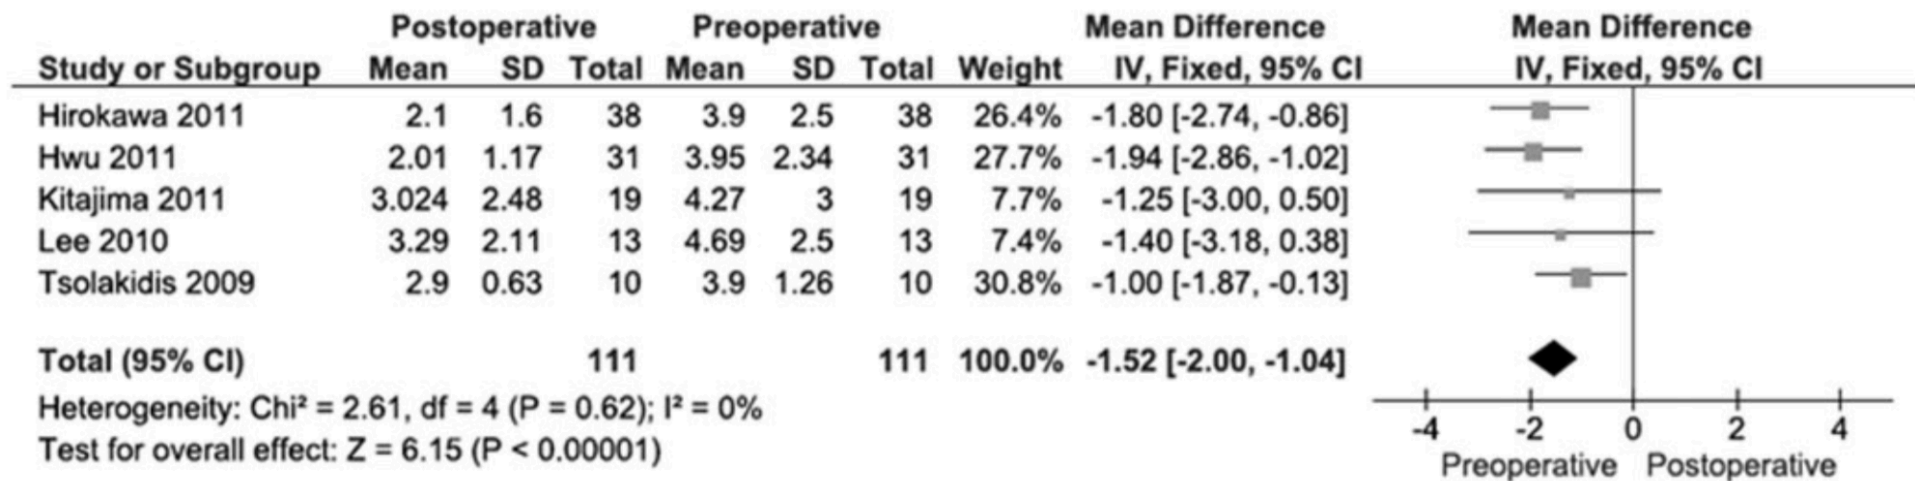 Postoperative Preoperative Mean Difference Mean Difference
Study or Subgroup Mean SD Total Mean SD Total Weight IV, Fixed, 95% CI IV, Fixed, 95% CI
Hirokawa 2011 2.1 1.6 38 3.9 2.5 38 26.4% -1.80 [-2.74, -0.86]
Hwu 2011 2.01 1.17 31 3.95 2.34 31 27.7% -1.94 [-2.86, -1.02]
Kitajima 2011 3.024 2.48 19 4.27 3 19 7.7% -1.25 [-3.00, 0.50]
Lee 2010 3.29 2.11 13 4.69 2.5 13 7.4% -1.40 [-3.18, 0.38]
Tsolakidis 2009 2.9 0.63 10 3.9 1.26 10 30.8% -1.00 [-1.87, -0.13]
Total (95% CI) 111 111 100.0% -1.52 [-2.00, -1.04]
Heterogeneity: Chi² = 2.61, df = 4 (P = 0.62); I² = 0%
Test for overall effect: Z = 6.15 (P < 0.00001)
-4 -2 0 2 4
Preoperative Postoperative